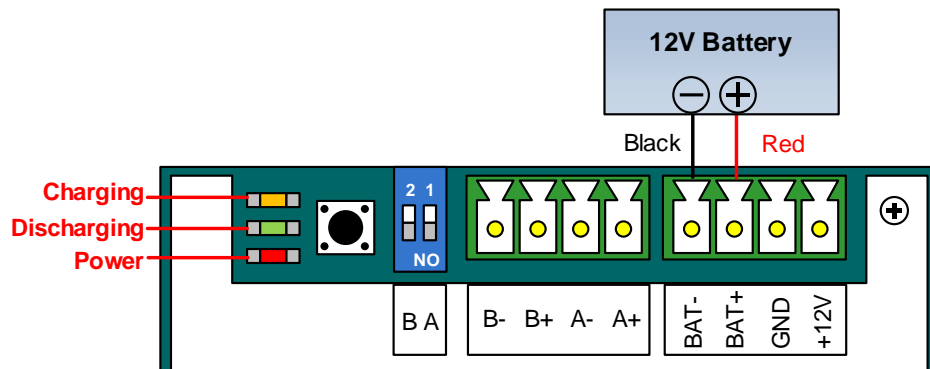 12V Battery
Black
Red
Charging
Discharging
Power
2 1
NO
B A
B- B+ A- A+
BAT- BAT+ GND +12V